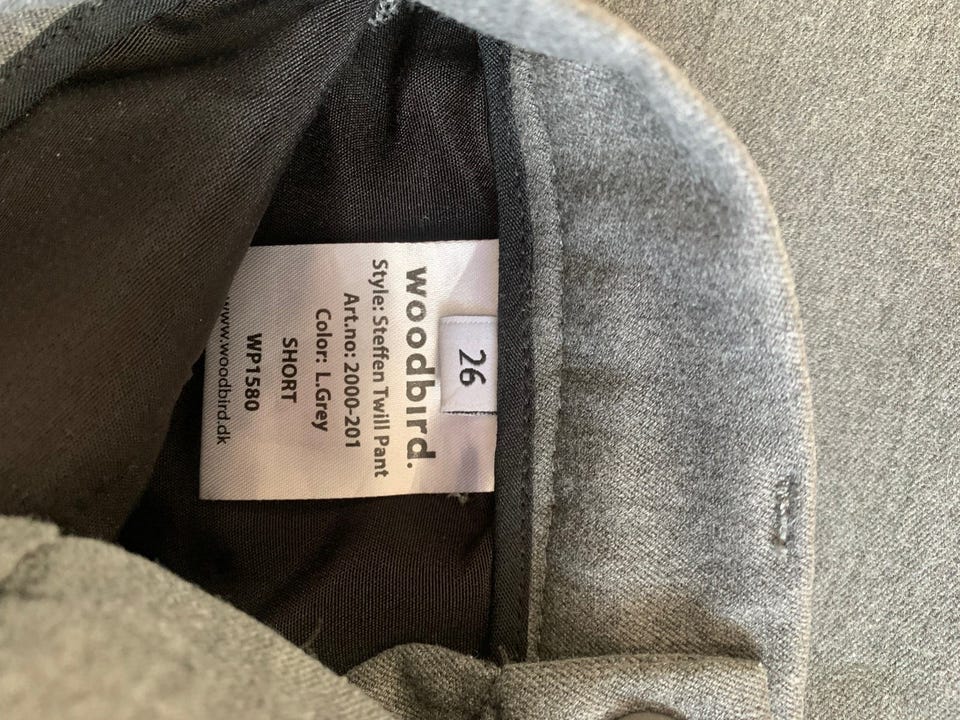 26
woodbird.
Style: Steffen Twill Pant
Art.no: 2000-201
Color: L.Grey
SHORT
WP1580
www.woodbird.dk